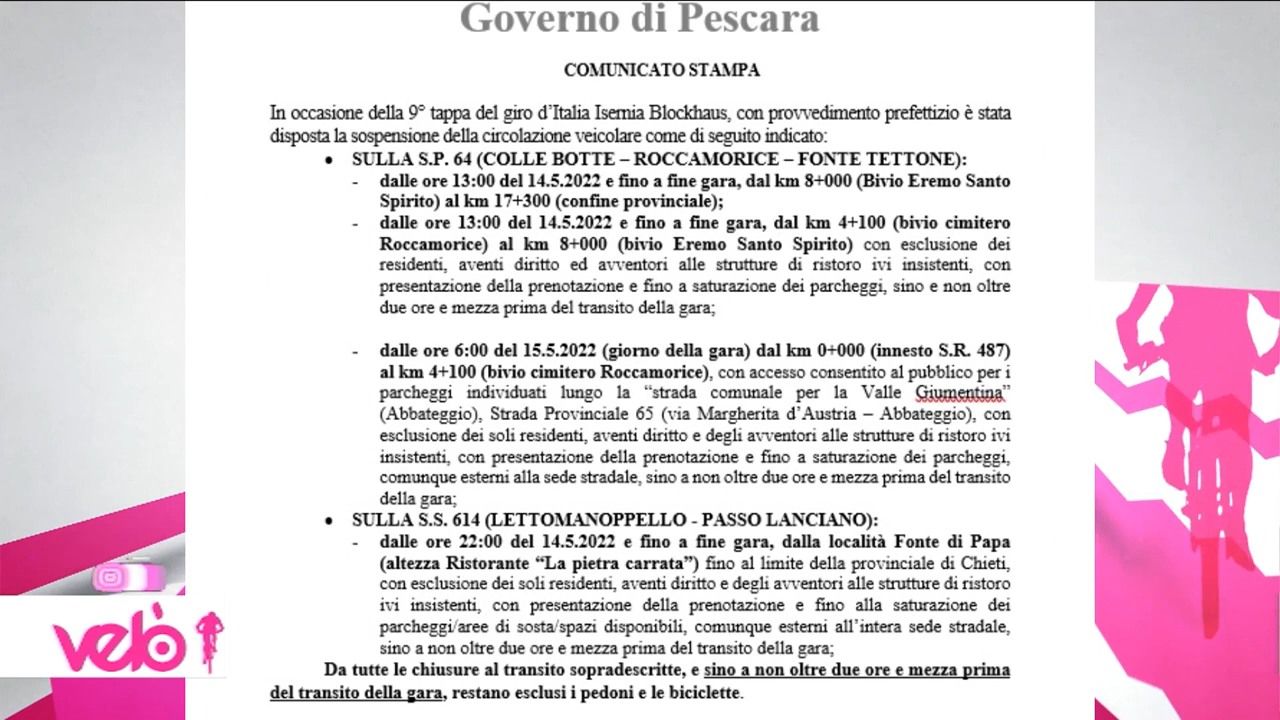 Governo di Pescara
COMUNICATO STAMPA
In occasione della 9° tappa del giro d’Italia Isernia Blockhaus, con provvedimento prefettizio è stata
disposta la sospensione della circolazione veicolare come di seguito indicato:
• SULLA S.P. 64 (COLLE BOTTE – ROCCAMORICE – FONTE TETTONE):
- dalle ore 13:00 del 14.5.2022 e fino a fine gara, dal km 8+000 (Bivio Eremo Santo
Spirito) al km 17+300 (confine provinciale);
- dalle ore 13:00 del 14.5.2022 e fino a fine gara, dal km 4+100 (bivio cimitero
Roccamorice) al km 8+000 (bivio Eremo Santo Spirito) con esclusione dei
residenti, aventi diritto ed avventori alle strutture di ristoro ivi insistenti, con
presentazione della prenotazione e fino a saturazione dei parcheggi, sino e non oltre
due ore e mezza prima del transito della gara;
- dalle ore 6:00 del 15.5.2022 (giorno della gara) dal km 0+000 (innesto S.R. 487)
al km 4+100 (bivio cimitero Roccamorice), con accesso consentito al pubblico per i
parcheggi individuati lungo la “strada comunale per la Valle Giumentina”
(Abbateggio), Strada Provinciale 65 (via Margherita d’Austria – Abbateggio), con
esclusione dei soli residenti, aventi diritto e degli avventori alle strutture di ristoro ivi
insistenti, con presentazione della prenotazione e fino a saturazione dei parcheggi,
comunque esterni alla sede stradale, sino a non oltre due ore e mezza prima del transito
della gara;
• SULLA S.S. 614 (LETTOMANOPPELLO - PASSO LANCIANO):
- dalle ore 22:00 del 14.5.2022 e fino a fine gara, dalla località Fonte di Papa
(altezza Ristorante “La pietra carrata”) fino al limite della provinciale di Chieti,
con esclusione dei soli residenti, aventi diritto e degli avventori alle strutture di ristoro
ivi insistenti, con presentazione della prenotazione e fino alla saturazione dei
parcheggi/aree di sosta/spazi disponibili, comunque esterni all’intera sede stradale,
sino a non oltre due ore e mezza prima del transito della gara;
Da tutte le chiusure al transito sopradescritte, e sino a non oltre due ore e mezza prima
del transito della gara, restano esclusi i pedoni e le biciclette.
velò